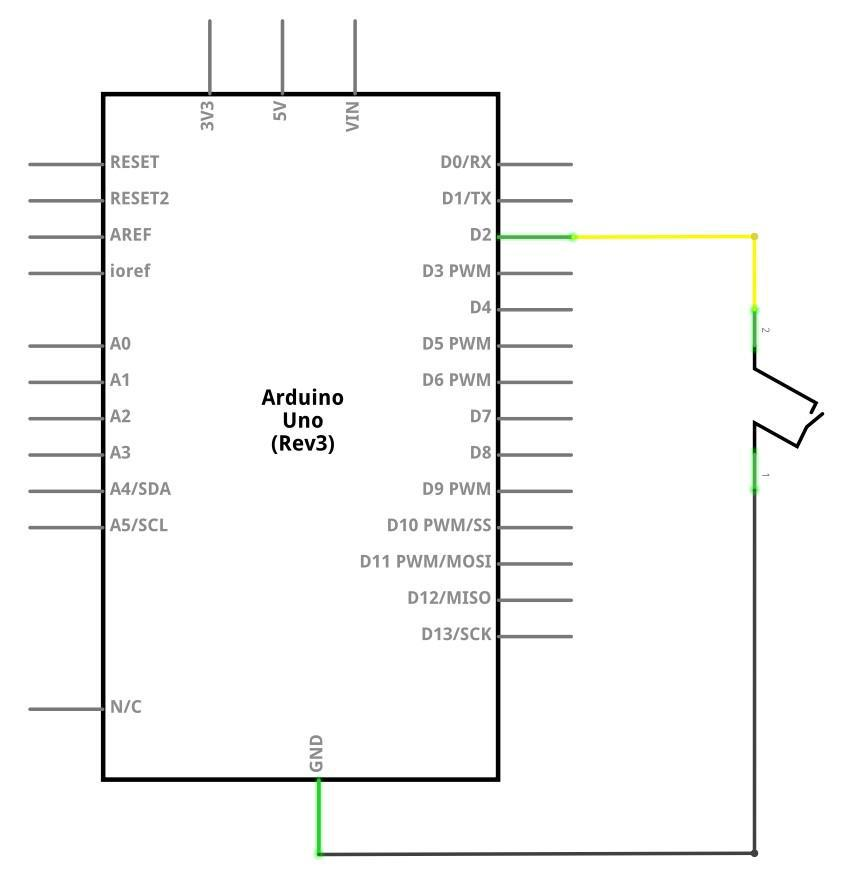 3V3
5V
VIN
RESET
RESET2
AREF
ioref
A0
A1
A2
A3
A4/SDA
A5/SCL
N/C
Arduino
Uno
(Rev3)
D0/RX
D1/TX
D2
D3 PWM
D4
D5 PWM
D6 PWM
D7
D8
D9 PWM
D10 PWM/SS
D11 PWM/MOSI
D12/MISO
D13/SCK
GND
2
1